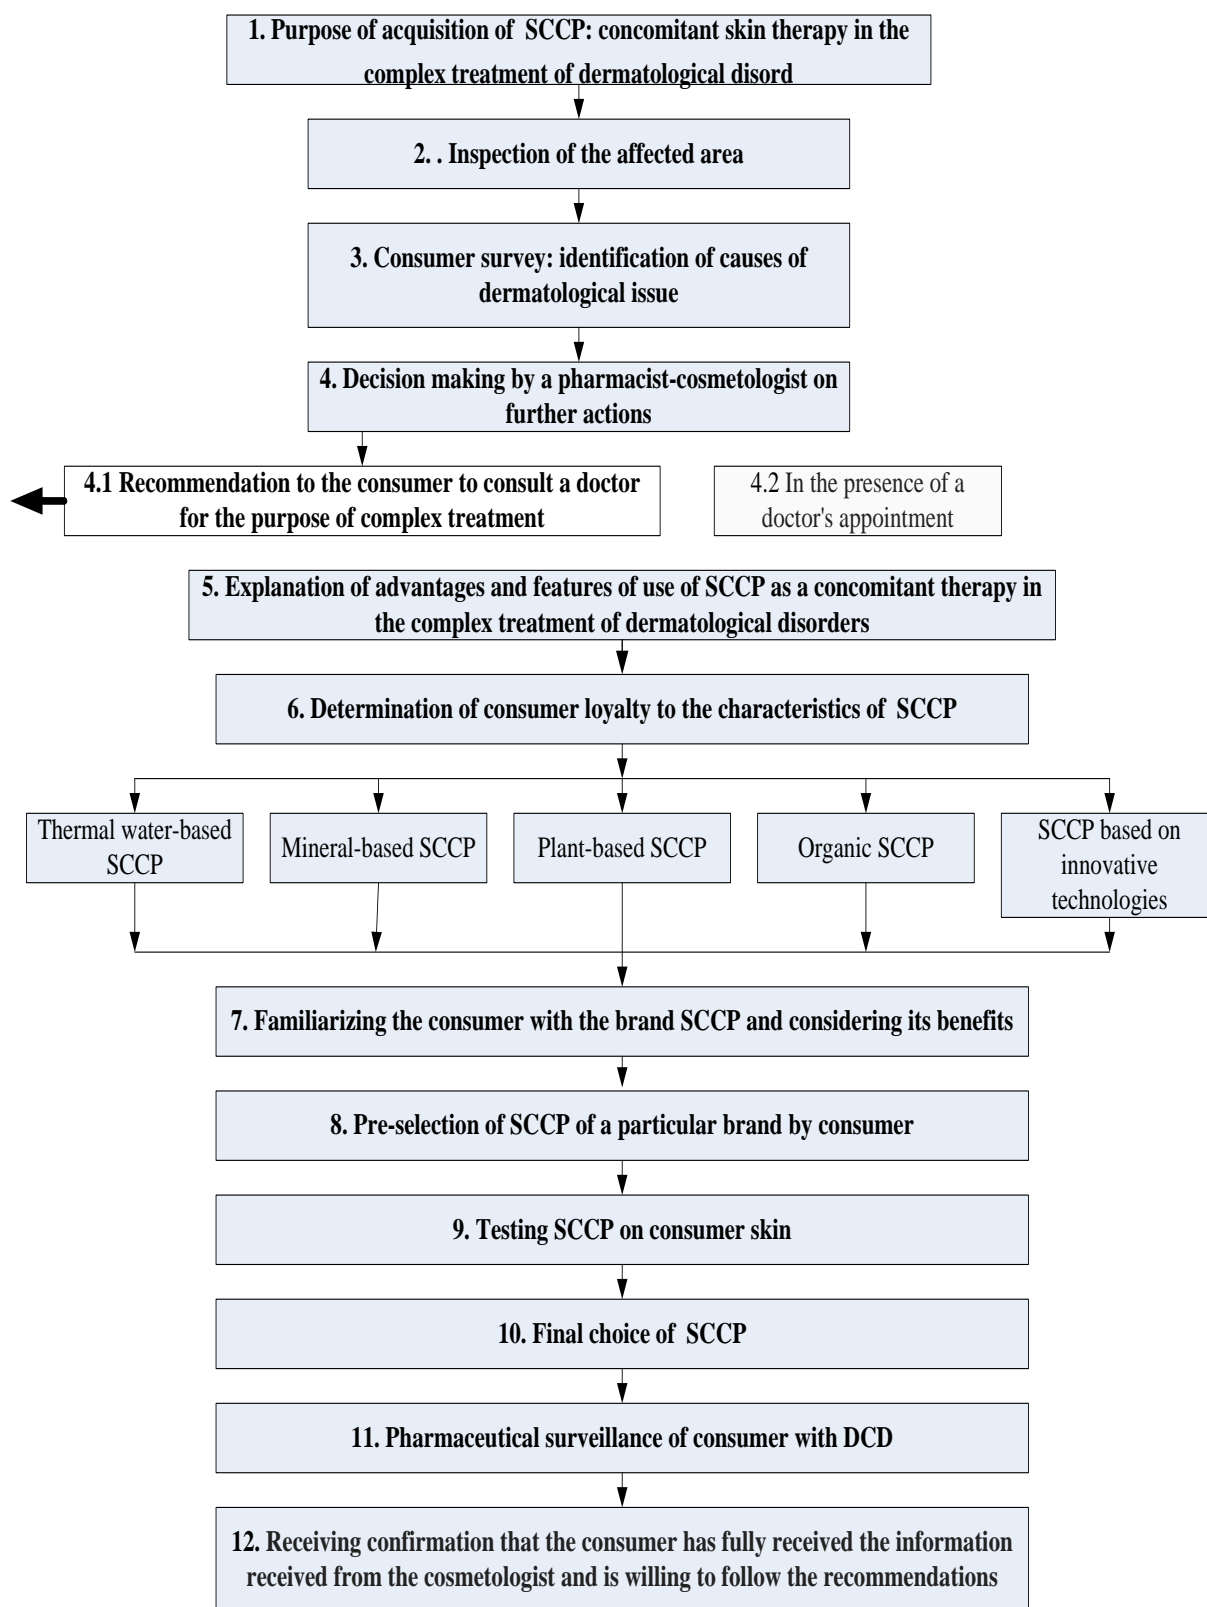 1. Purpose of acquisition of SCCP: concomitant skin therapy in the
complex treatment of dermatological disord
2. . Inspection of the affected area
3. Consumer survey: identification of causes of
dermatological issue
4. Decision making by a pharmacist-cosmetologist on
further actions
4.1 Recommendation to the consumer to consult a doctor
for the purpose of complex treatment
4.2 In the presence of a
doctor's appointment
5. Explanation of advantages and features of use of SCCP as a concomitant therapy in
the complex treatment of dermatological disorders
6. Determination of consumer loyalty to the characteristics of SCCP
Thermal water-based
SCCP
Mineral-based SCCP
Plant-based SCCP
Organic SCCP
SCCP based on
innovative
technologies
7. Familiarizing the consumer with the brand SCCP and considering its benefits
8. Pre-selection of SCCP of a particular brand by consumer
9. Testing SCCP on consumer skin
10. Final choice of SCCP
11. Pharmaceutical surveillance of consumer with DCD
12. Receiving confirmation that the consumer has fully received the information
received from the cosmetologist and is willing to follow the recommendations